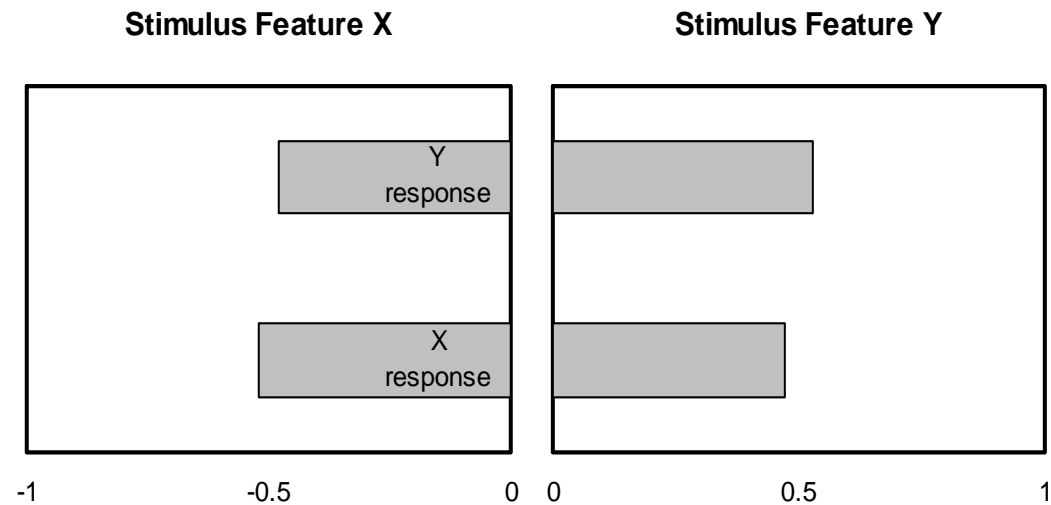 Stimulus Feature X
Stimulus Feature Y
Y
response
X
response
-1 -0.5 0 0 0.5 1